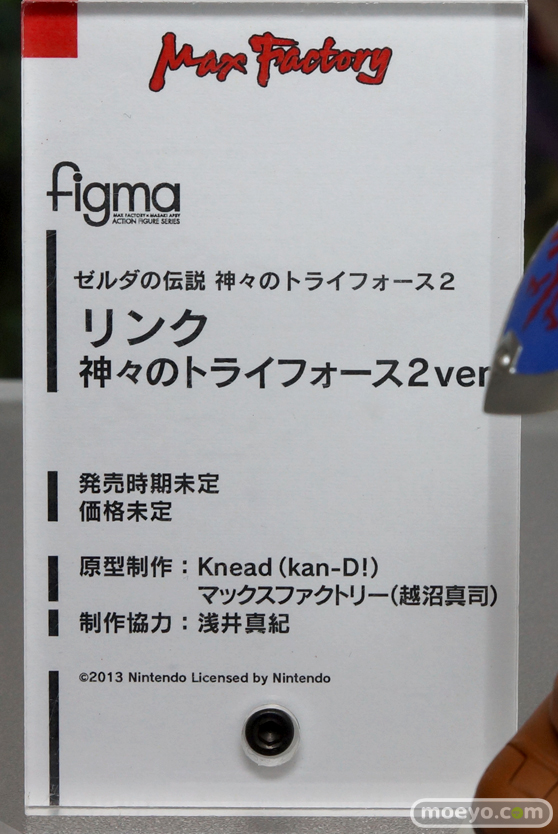 Max Factory
figma
MAX FACTORY × MASAKI APSY
ACTION FIGURE SERIES
ゼルダの伝説 神々のトライフォース2
リンク
神々のトライフォース2ver
発売時期未定
価格未定
原型制作：Knead（kan-D!）
マックスファクトリー（越沼真司）
制作協力：浅井真紀
©2013 Nintendo Licensed by Nintendo
moeyo.com